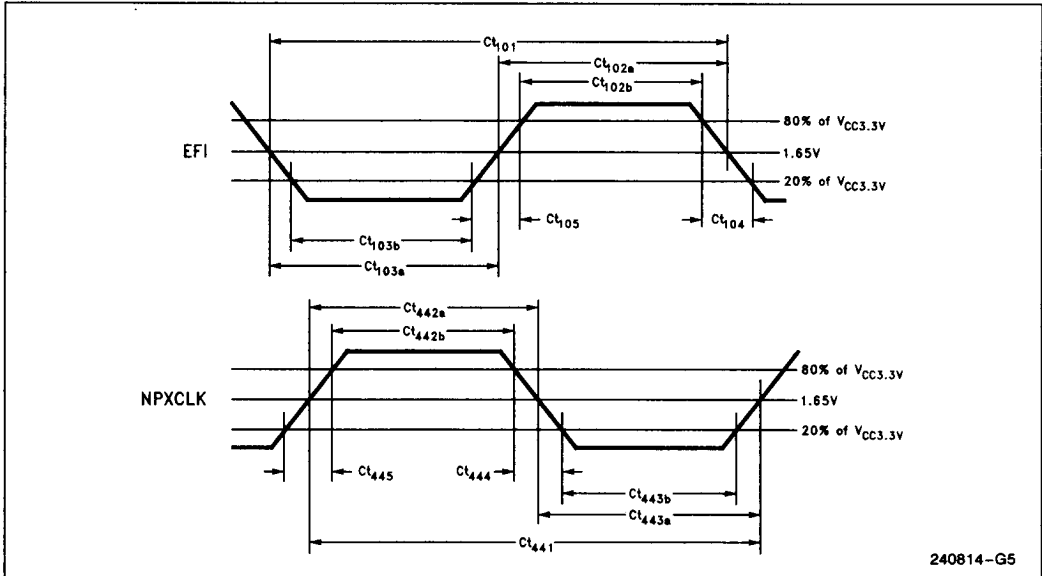 Ct101
Ct102a
Ct102b
80% of VCC3.3V
EFI
1.65V
20% of VCC3.3V
Ct105
Ct104
Ct103b
Ct103a
Ct442a
Ct442b
80% of VCC3.3V
NPXCLK
1.65V
20% of VCC3.3V
Ct445
Ct444
Ct443b
Ct443a
Ct441
240814-G5